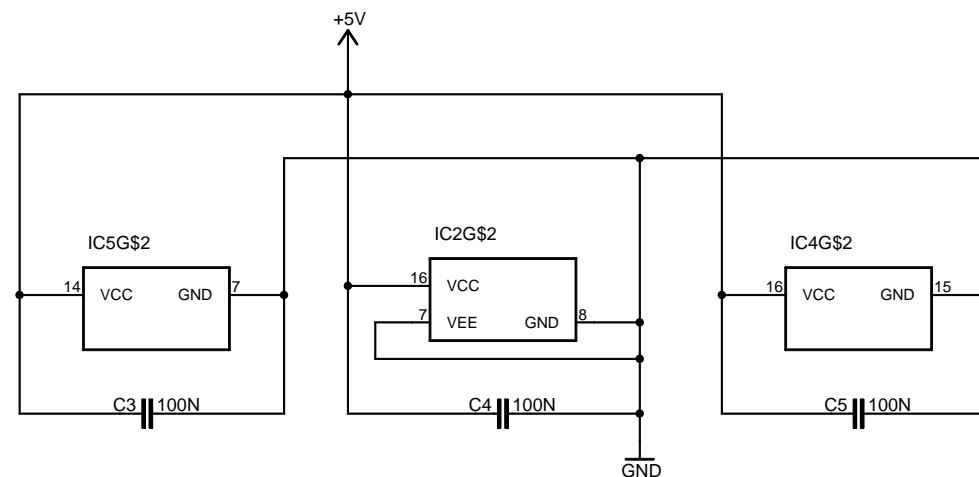 +5V
IC5G$2
IC2G$2
IC4G$2
14 VCC GND 7
16 VCC
7 VEE GND 8
16 VCC GND 15
C3 100N
C4 100N
C5 100N
GND